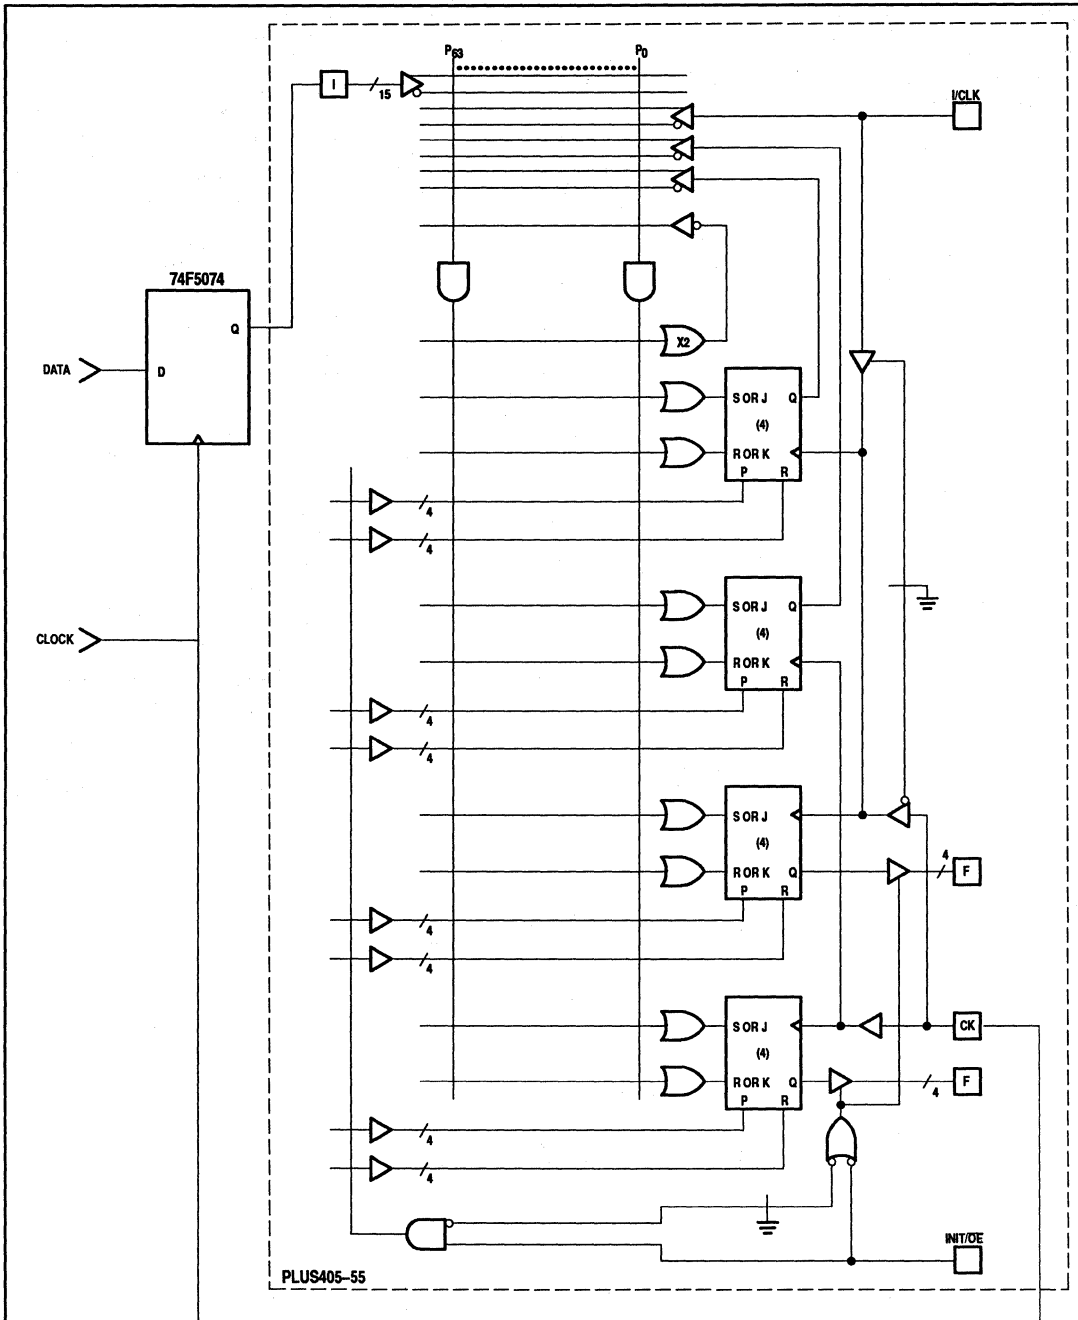 P63 P0
I
15
I/CLK
74F5074
Q
DATA
D
X2
S OR J Q
(4)
R OR K
P R
4
4
CLOCK
S OR J Q
(4)
R OR K
P R
4
4
S OR J
(4)
R OR K Q
4
F
P R
4
4
S OR J
CK
(4)
R OR K Q
4
F
P R
4
4
INIT/OE
PLUS405–55